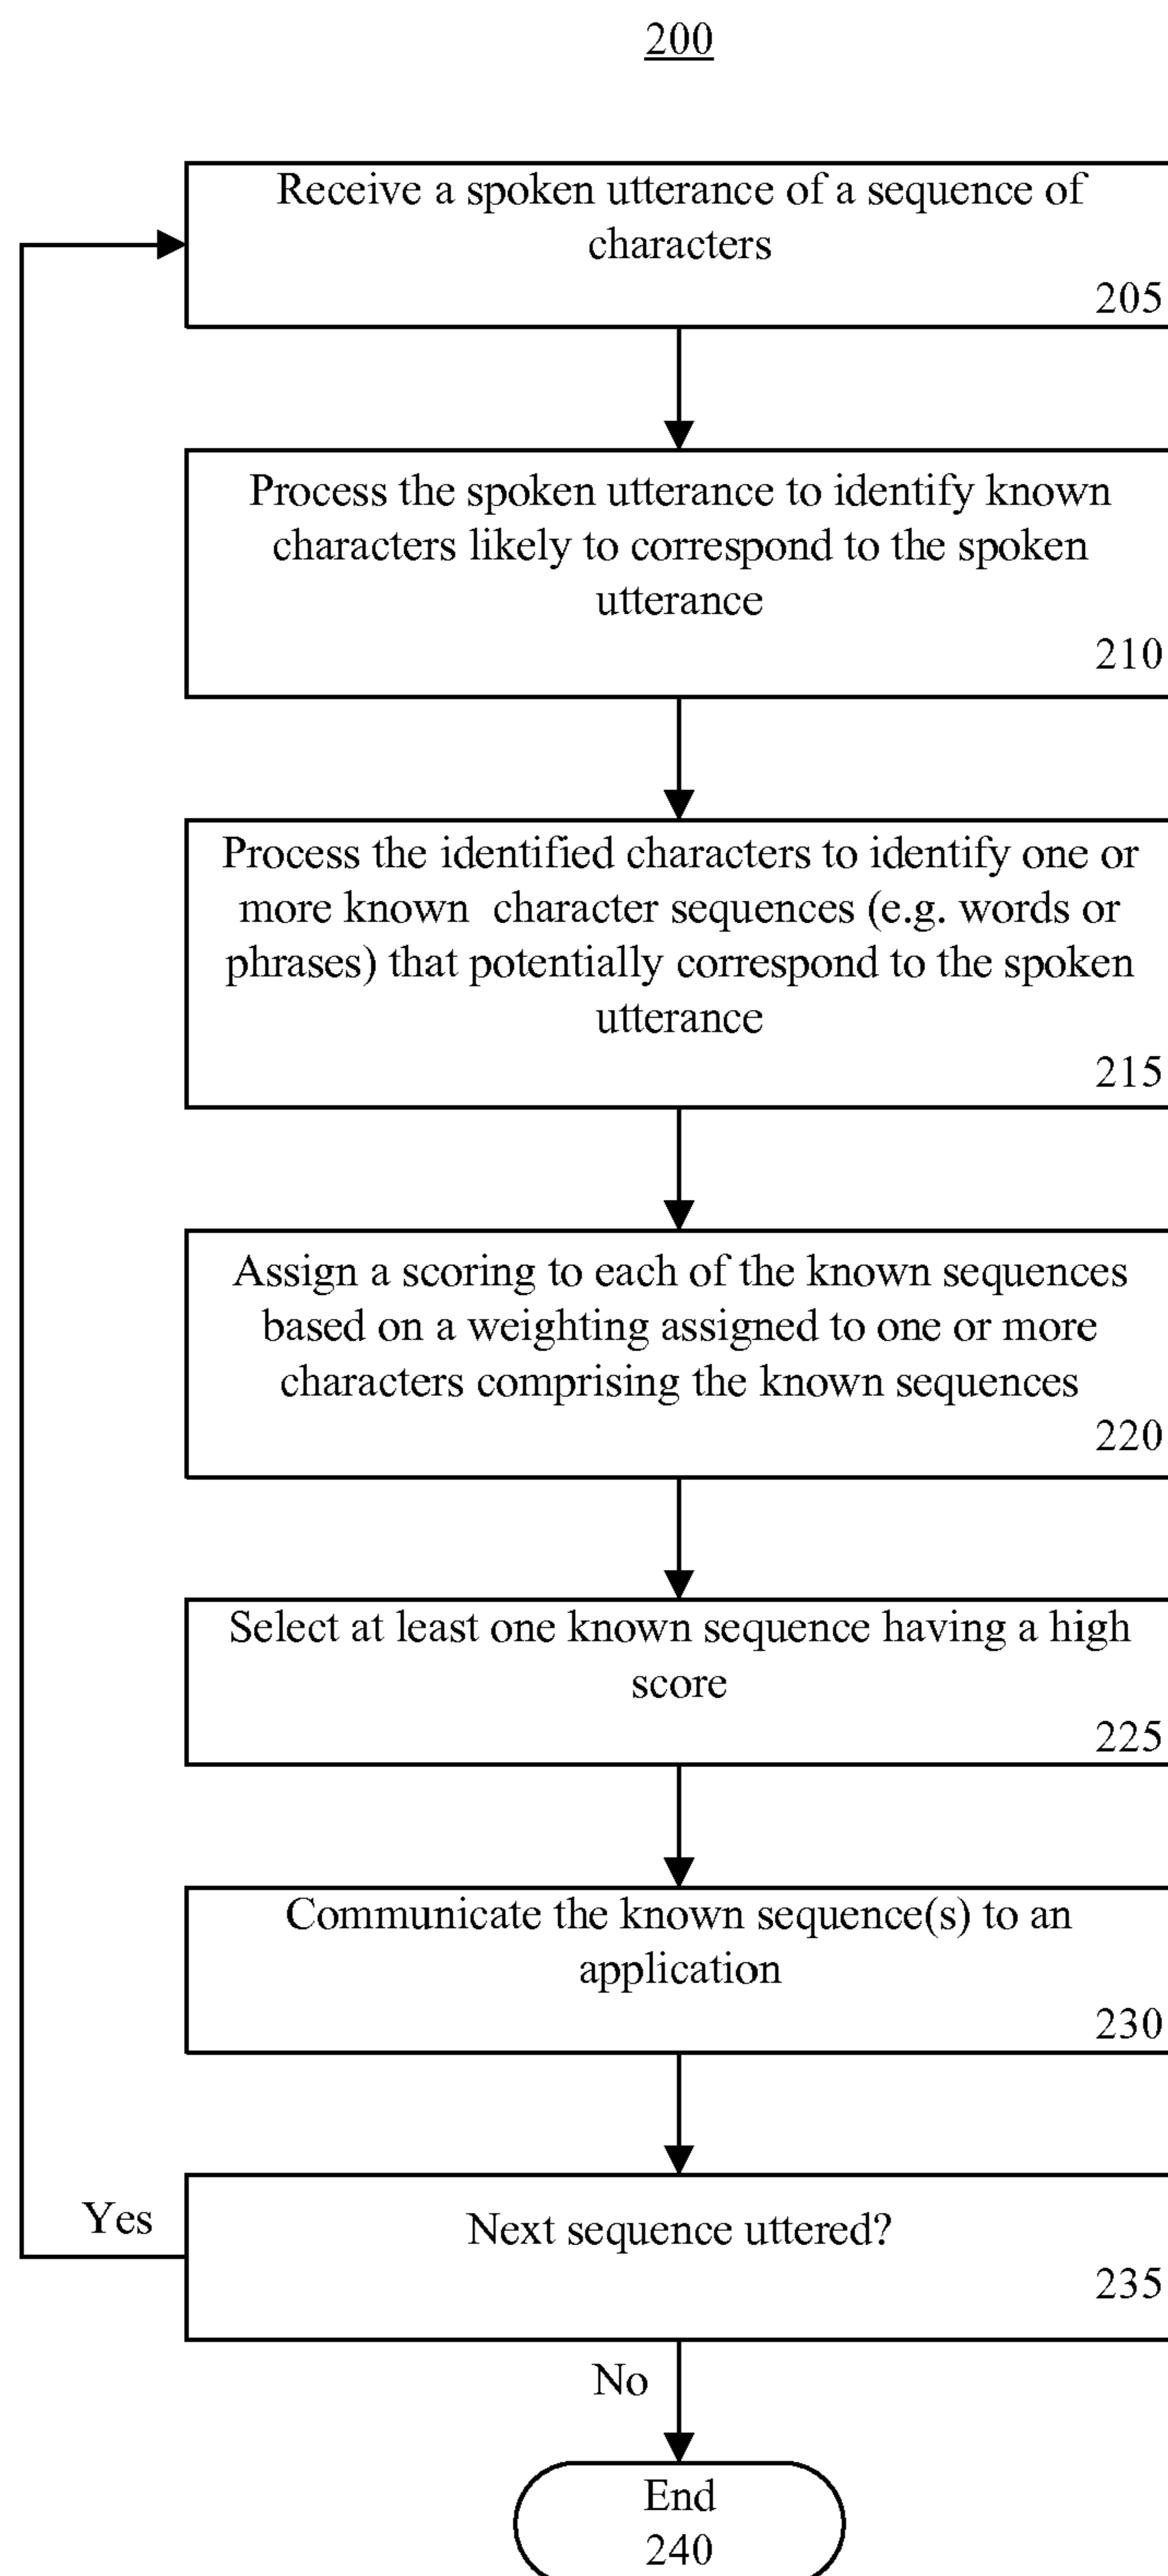 200
Receive a spoken utterance of a sequence of
characters
205
Process the spoken utterance to identify known
characters likely to correspond to the spoken
utterance
210
Process the identified characters to identify one or
more known character sequences (e.g. words or
phrases) that potentially correspond to the spoken
utterance
215
Assign a scoring to each of the known sequences
based on a weighting assigned to one or more
characters comprising the known sequences
220
Select at least one known sequence having a high
score
225
Communicate the known sequence(s) to an
application
230
Yes
Next sequence uttered?
235
No
End
240